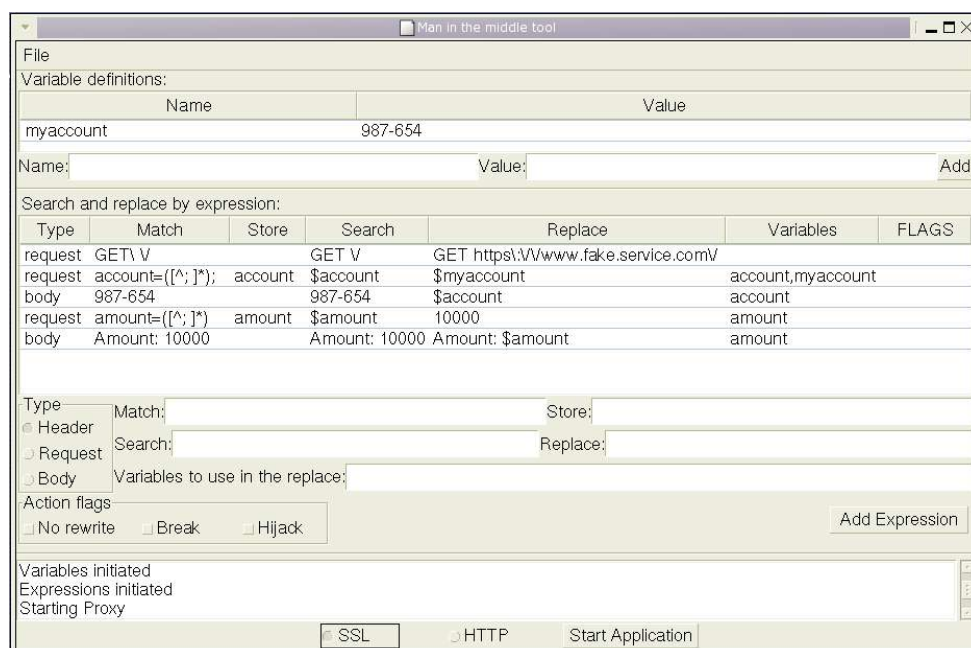 Man in the middle tool
File
Variable definitions:
Name Value
myaccount 987-654
Name: Value: Add
Search and replace by expression:
Type Match Store Search Replace Variables FLAGS
request GET\ \/ GET \/ GET https\:\/\/www.fake.service.com\/
request account=([^; ]*); account $account $myaccount account,myaccount
body 987-654 987-654 $account account
request amount=([^; ]*) amount $amount 10000 amount
body Amount: 10000 Amount: 10000 Amount: $amount amount
Type
Match: Store:
Header
Search: Replace:
Request
Variables to use in the replace:
Body
Action flags
No rewrite Break Hijack
Add Expression
Variables initiated
Expressions initiated
Starting Proxy
SSL HTTP Start Application